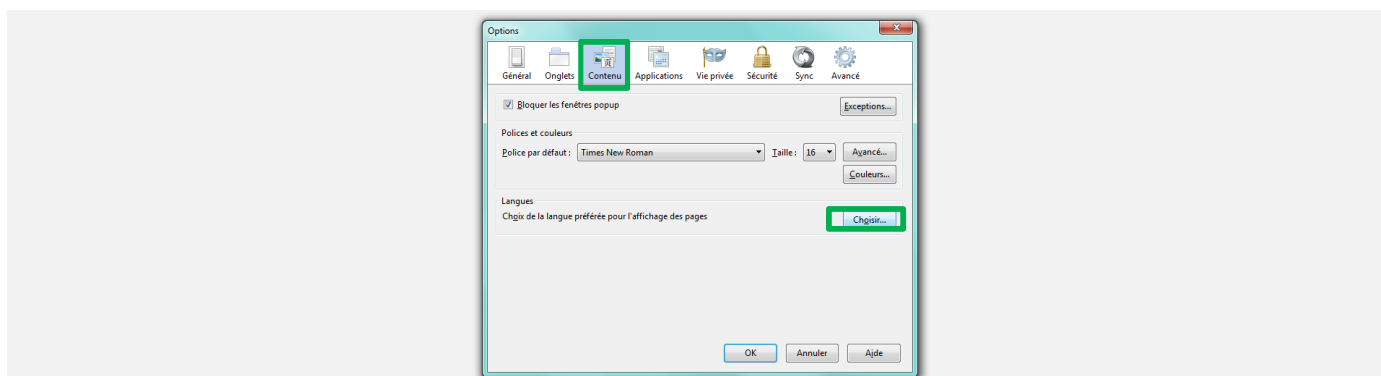 Options
Général Onglets Contenu Applications Vie privée Sécurité Sync Avancé
Bloquer les fenêtres popup Exceptions...
Polices et couleurs
Police par défaut : Times New Roman Taille : 16 Avancé...
Couleurs...
Langues
Choix de la langue préférée pour l'affichage des pages Choisir...
OK Annuler Aide